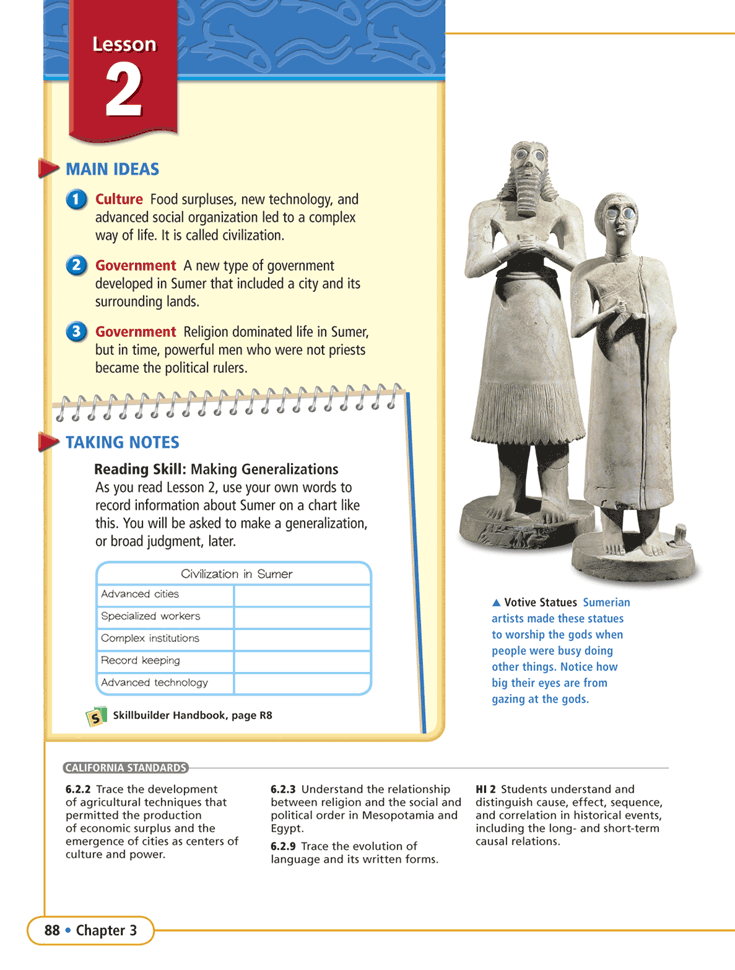 Lesson
2
MAIN IDEAS
1 Culture Food surpluses, new technology, and
advanced social organization led to a complex
way of life. It is called civilization.
2 Government A new type of government
developed in Sumer that included a city and its
surrounding lands.
3 Government Religion dominated life in Sumer,
but in time, powerful men who were not priests
became the political rulers.
TAKING NOTES
Reading Skill: Making Generalizations
As you read Lesson 2, use your own words to
record information about Sumer on a chart like
this. You will be asked to make a generalization,
or broad judgment, later.
Civilization in Sumer
Advanced cities
Specialized workers
Complex institutions
Record keeping
Advanced technology
S Skillbuilder Handbook, page R8
▲ Votive Statues Sumerian
artists made these statues
to worship the gods when
people were busy doing
other things. Notice how
big their eyes are from
gazing at the gods.
CALIFORNIA STANDARDS
6.2.2 Trace the development
of agricultural techniques that
permitted the production
of economic surplus and the
emergence of cities as centers of
culture and power.
6.2.3 Understand the relationship
between religion and the social and
political order in Mesopotamia and
Egypt.
6.2.9 Trace the evolution of
language and its written forms.
HI 2 Students understand and
distinguish cause, effect, sequence,
and correlation in historical events,
including the long- and short-term
causal relations.
88 • Chapter 3